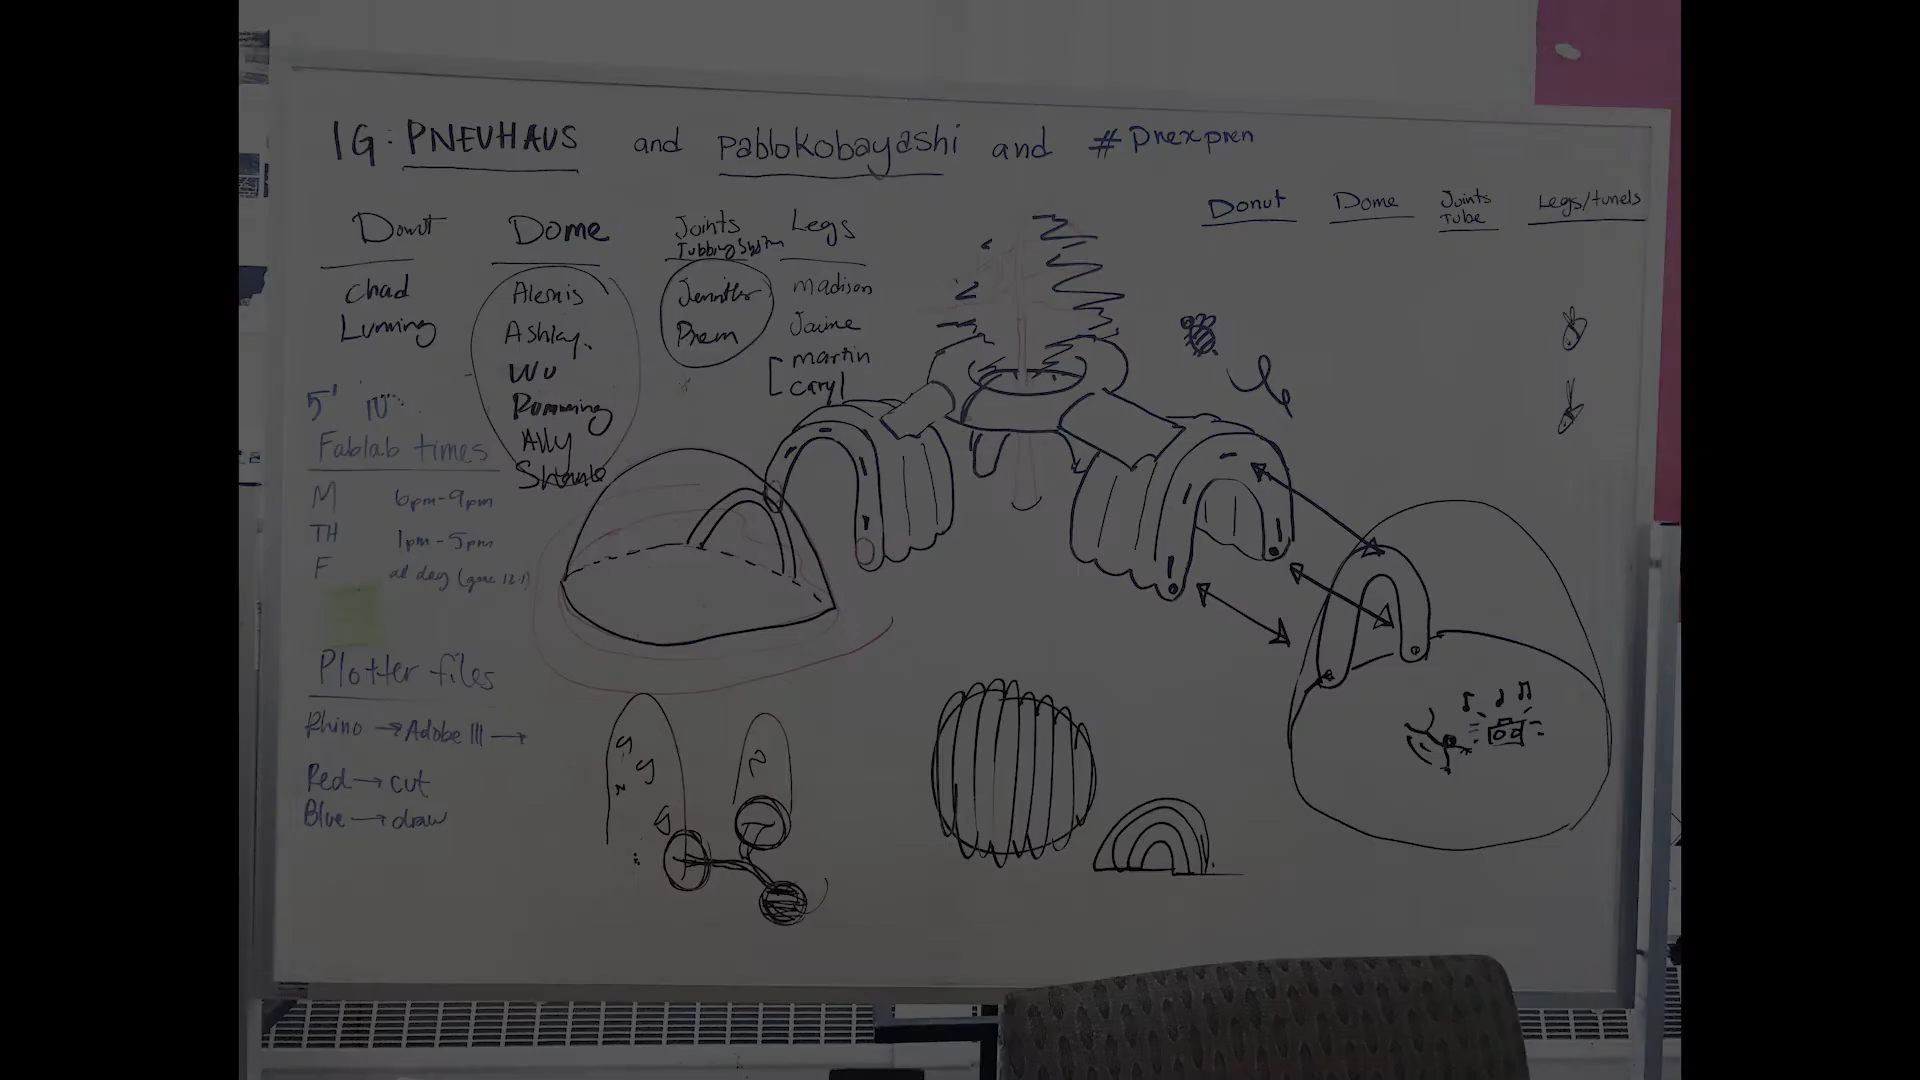 IG: PNEUHAUS and pablokobayashi and # pnexpren
Donut
Chad
Lunming
Dome
Alexis
Ashley.
Wu
Ally
Joints
Jennifer
Prem
Legs
madison
Jaime
martin
caryl
Donut Dome Joints Tube Legs/tunels
5' 10"
Fablab times
M 6pm-9pm
TH 1pm-5pm
F all day
Plotter files
Rhino → Adobe Ill →
Red → cut
Blue → draw